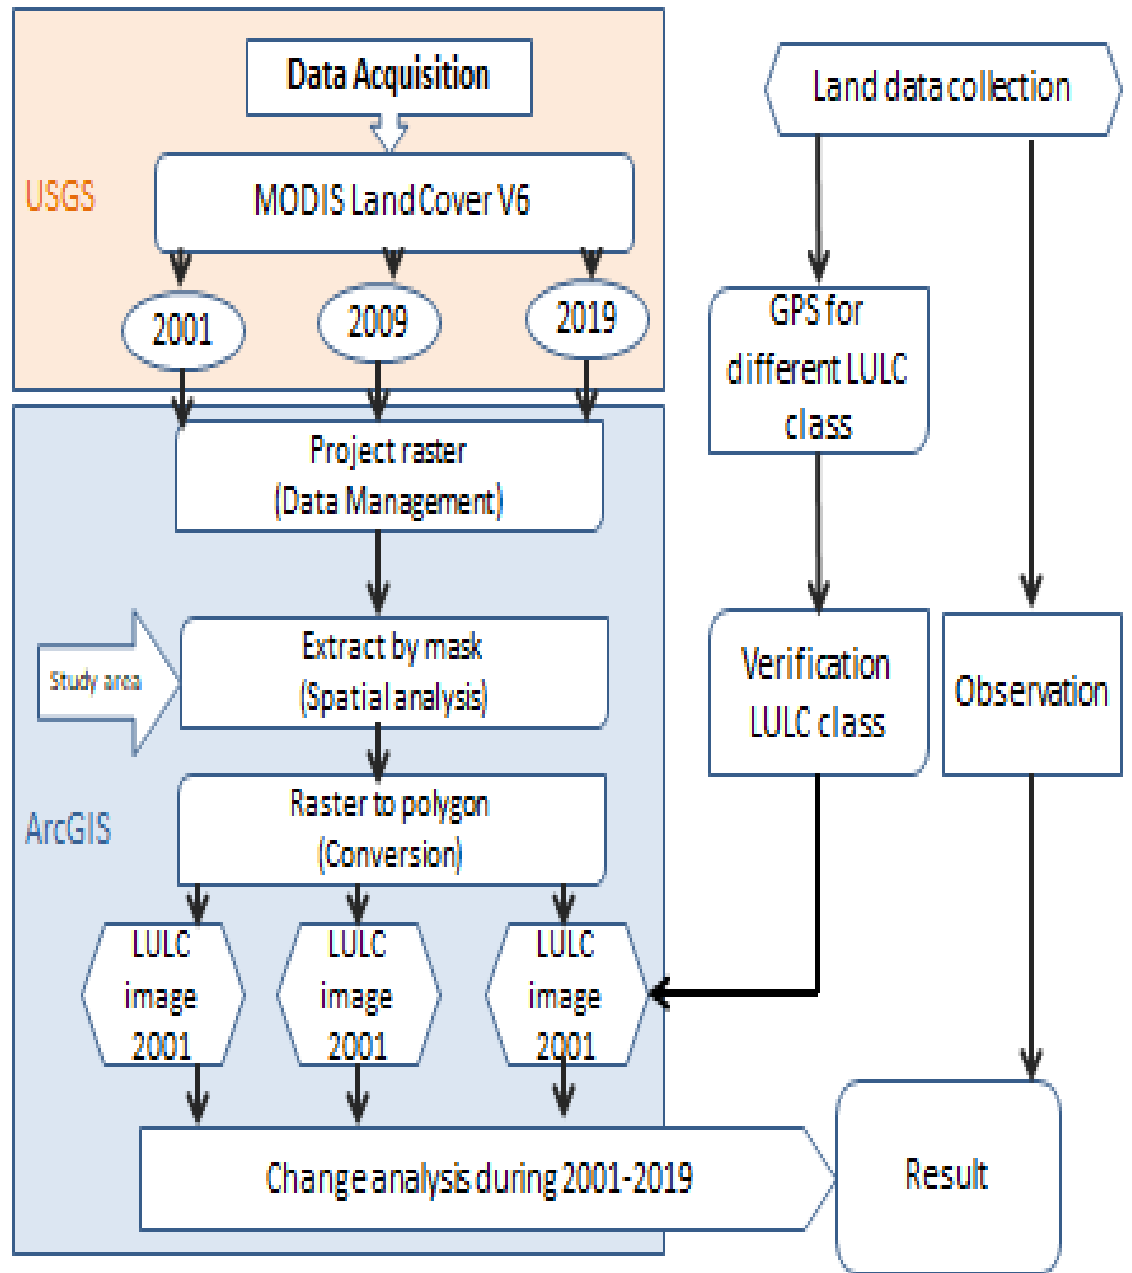 Data Acquisition
USGS
MODIS LandCover V6
2001
2009
2019
Project raster
(Data Management)
Study area
Extract by mask
(Spatial analysis)
ArcGIS
Raster to polygon
(Conversion)
LULC
image
2001
LULC
image
2001
LULC
image
2001
Change analysis during 2001-2019
Land data collection
GPS for
different LULC
class
Verification
LULC class
Observation
Result